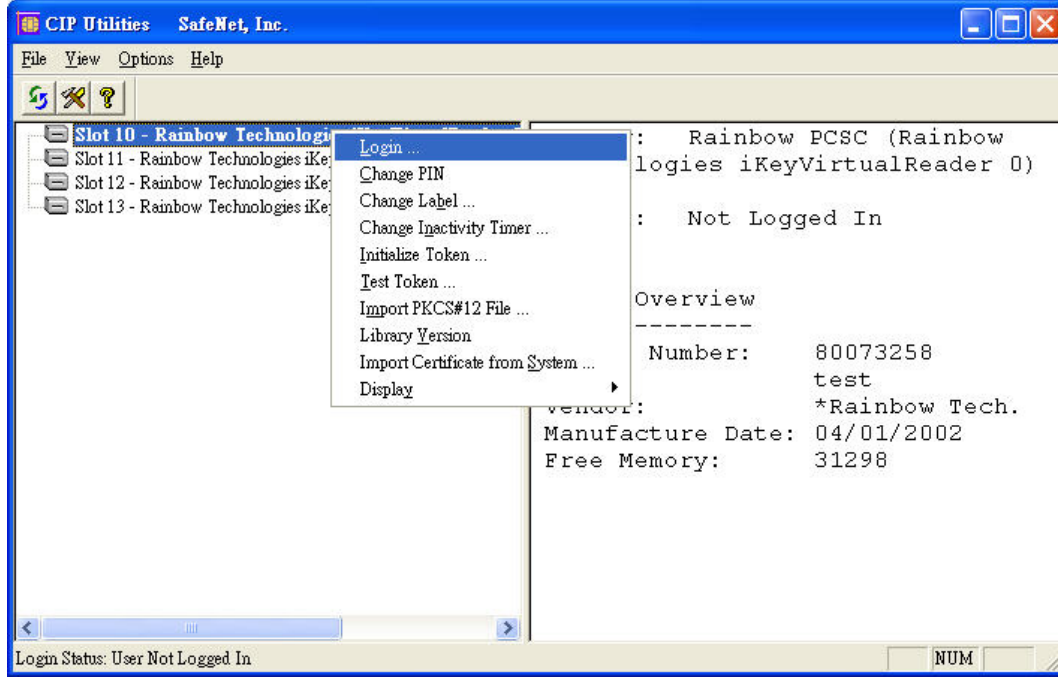 CIP Utilities SafeNet, Inc.
File View Options Help
Slot 10 - Rainbow
Slot 11 - Rainbow Technologies iKe
Slot 12 - Rainbow Technologies iKe
Slot 13 - Rainbow Technologies iKe
Login ...
Change PIN
Change Label ...
Change Inactivity Timer ...
Initialize Token ...
Test Token ...
Import PKCS#12 File ...
Library Version
Import Certificate from System ...
Display
: Rainbow PCSC (Rainbow
logies iKeyVirtualReader 0)
: Not Logged In
Overview
--------
Number: 80073258
test
Vendor: *Rainbow Tech.
Manufacture Date: 04/01/2002
Free Memory: 31298
Login Status: User Not Logged In
NUM